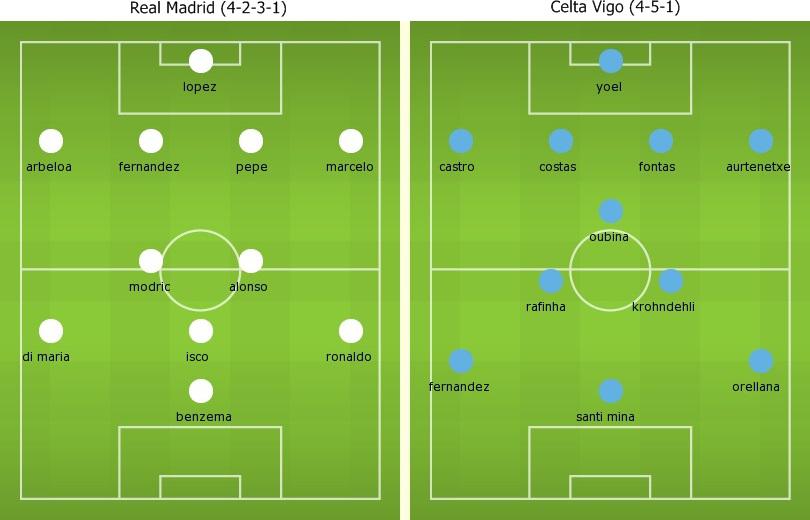 Real Madrid (4-2-3-1)
lopez
arbeloa fernandez pepe marcelo
modric alonso
di maria isco ronaldo
benzema
Celta Vigo (4-5-1)
yoel
castro costas fontas aurtenetxe
oubina
rafinha krohndehli
fernandez orellana
santi mina